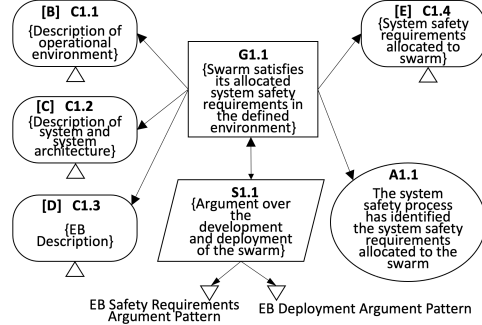 [B] C1.1
{Description of
operational
environment}
[C] C1.2
{Description of
system and
system
architecture}
[D] C1.3
{EB
Description}
G1.1
{Swarm satisfies
its allocated
system safety
requirements in
the defined
environment}
S1.1
{Argument over
the
development
and deployment
of the swarm}
[E] C1.4
{System safety
requirements
allocated to
swarm}
A1.1
The system
safety process
has identified
the system safety
requirements
allocated to the
swarm
EB Safety Requirements
Argument Pattern
EB Deployment Argument Pattern